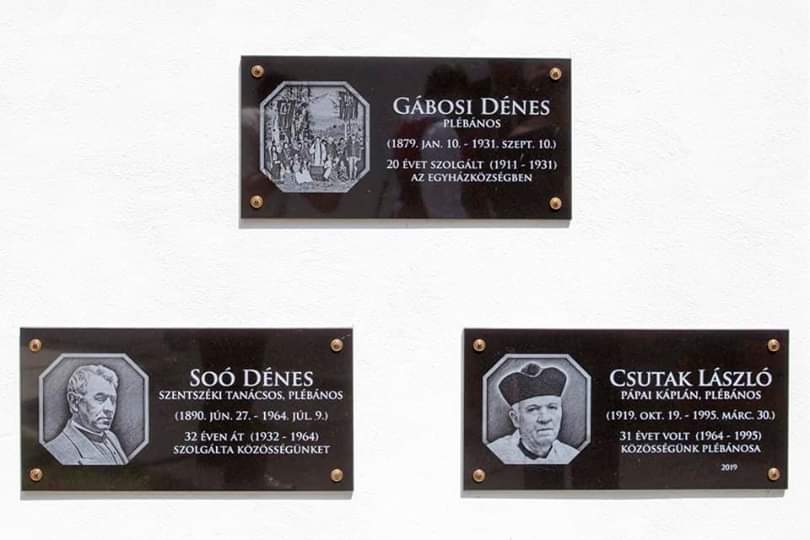 GÁBOSI DÉNES
PLÉBÁNOS
(1879. JAN. 10. - 1931. SZEPT. 10.)
20 ÉVET SZOLGÁLT (1911 - 1931)
AZ EGYHÁZKÖZSÉGBEN
SOÓ DÉNES
SZENTSZÉKI TANÁCSOS, PLÉBÁNOS
(1890. JÚN. 27. - 1964. JÚL. 9.)
32 ÉVEN ÁT (1932 - 1964)
SZOLGÁLTA KÖZÖSSÉGÜNKET
CSUTAK LÁSZLÓ
PÁPAI KÁPLÁN, PLÉBÁNOS
(1919. OKT. 19. - 1995. MÁRC. 30.)
31 ÉVET VOLT (1964 - 1995)
KÖZÖSSÉGÜNK PLÉBÁNOSA
2019